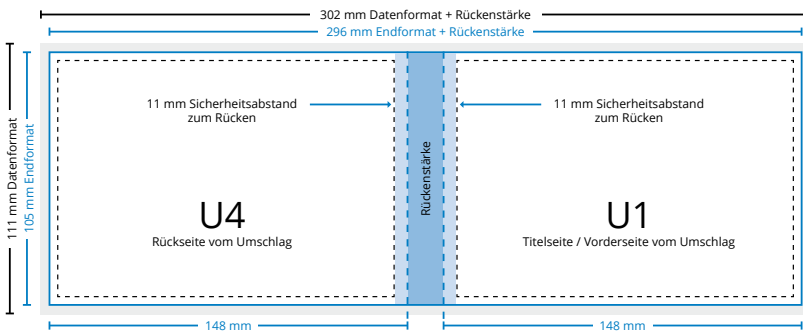 302 mm Datenformat + Rückenstärke
296 mm Endformat + Rückenstärke
111 mm Datenformat
105 mm Endformat
11 mm Sicherheitsabstand
zum Rücken
11 mm Sicherheitsabstand
zum Rücken
Rückenstärke
U4
Rückseite vom Umschlag
U1
Titelseite / Vorderseite vom Umschlag
148 mm
148 mm